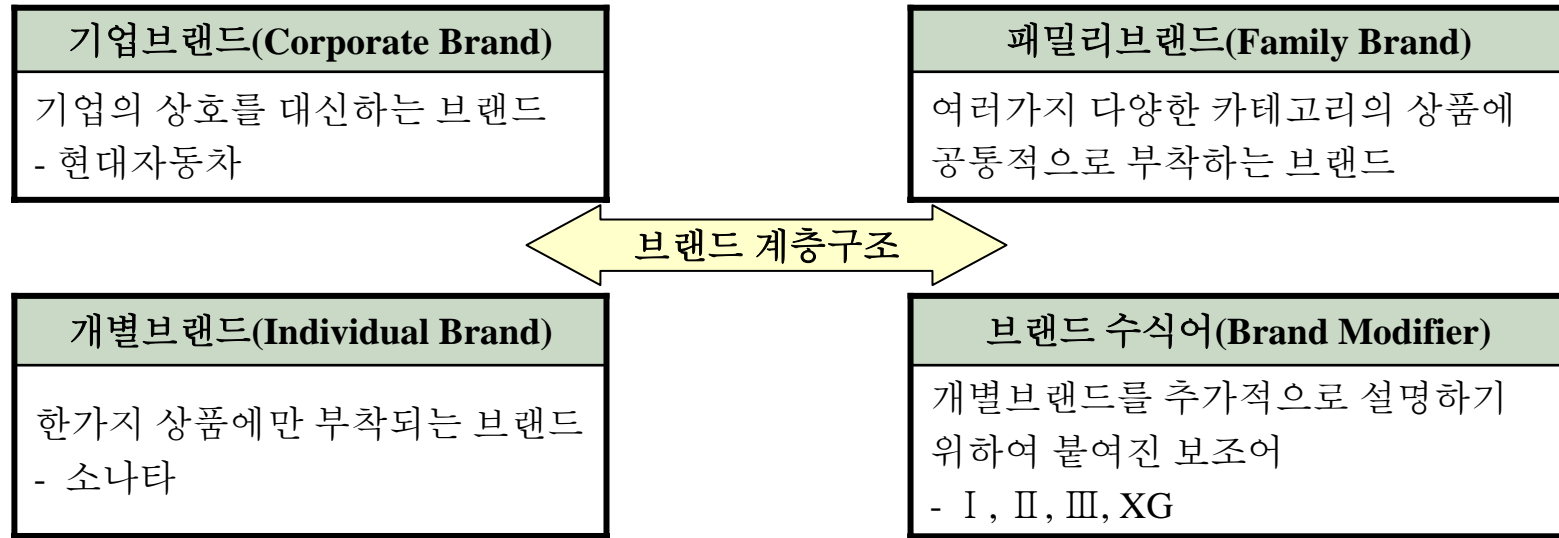 기업브랜드(Corporate Brand)
기업의 상호를 대신하는 브랜드
- 현대자동차
패밀리브랜드(Family Brand)
여러가지 다양한 카테고리의 상품에
공통적으로 부착하는 브랜드
브랜드 계층구조
개별브랜드(Individual Brand)
한가지 상품에만 부착되는 브랜드
- 소나타
브랜드 수식어(Brand Modifier)
개별브랜드를 추가적으로 설명하기
위하여 붙여진 보조어
- Ⅰ, Ⅱ, Ⅲ, XG